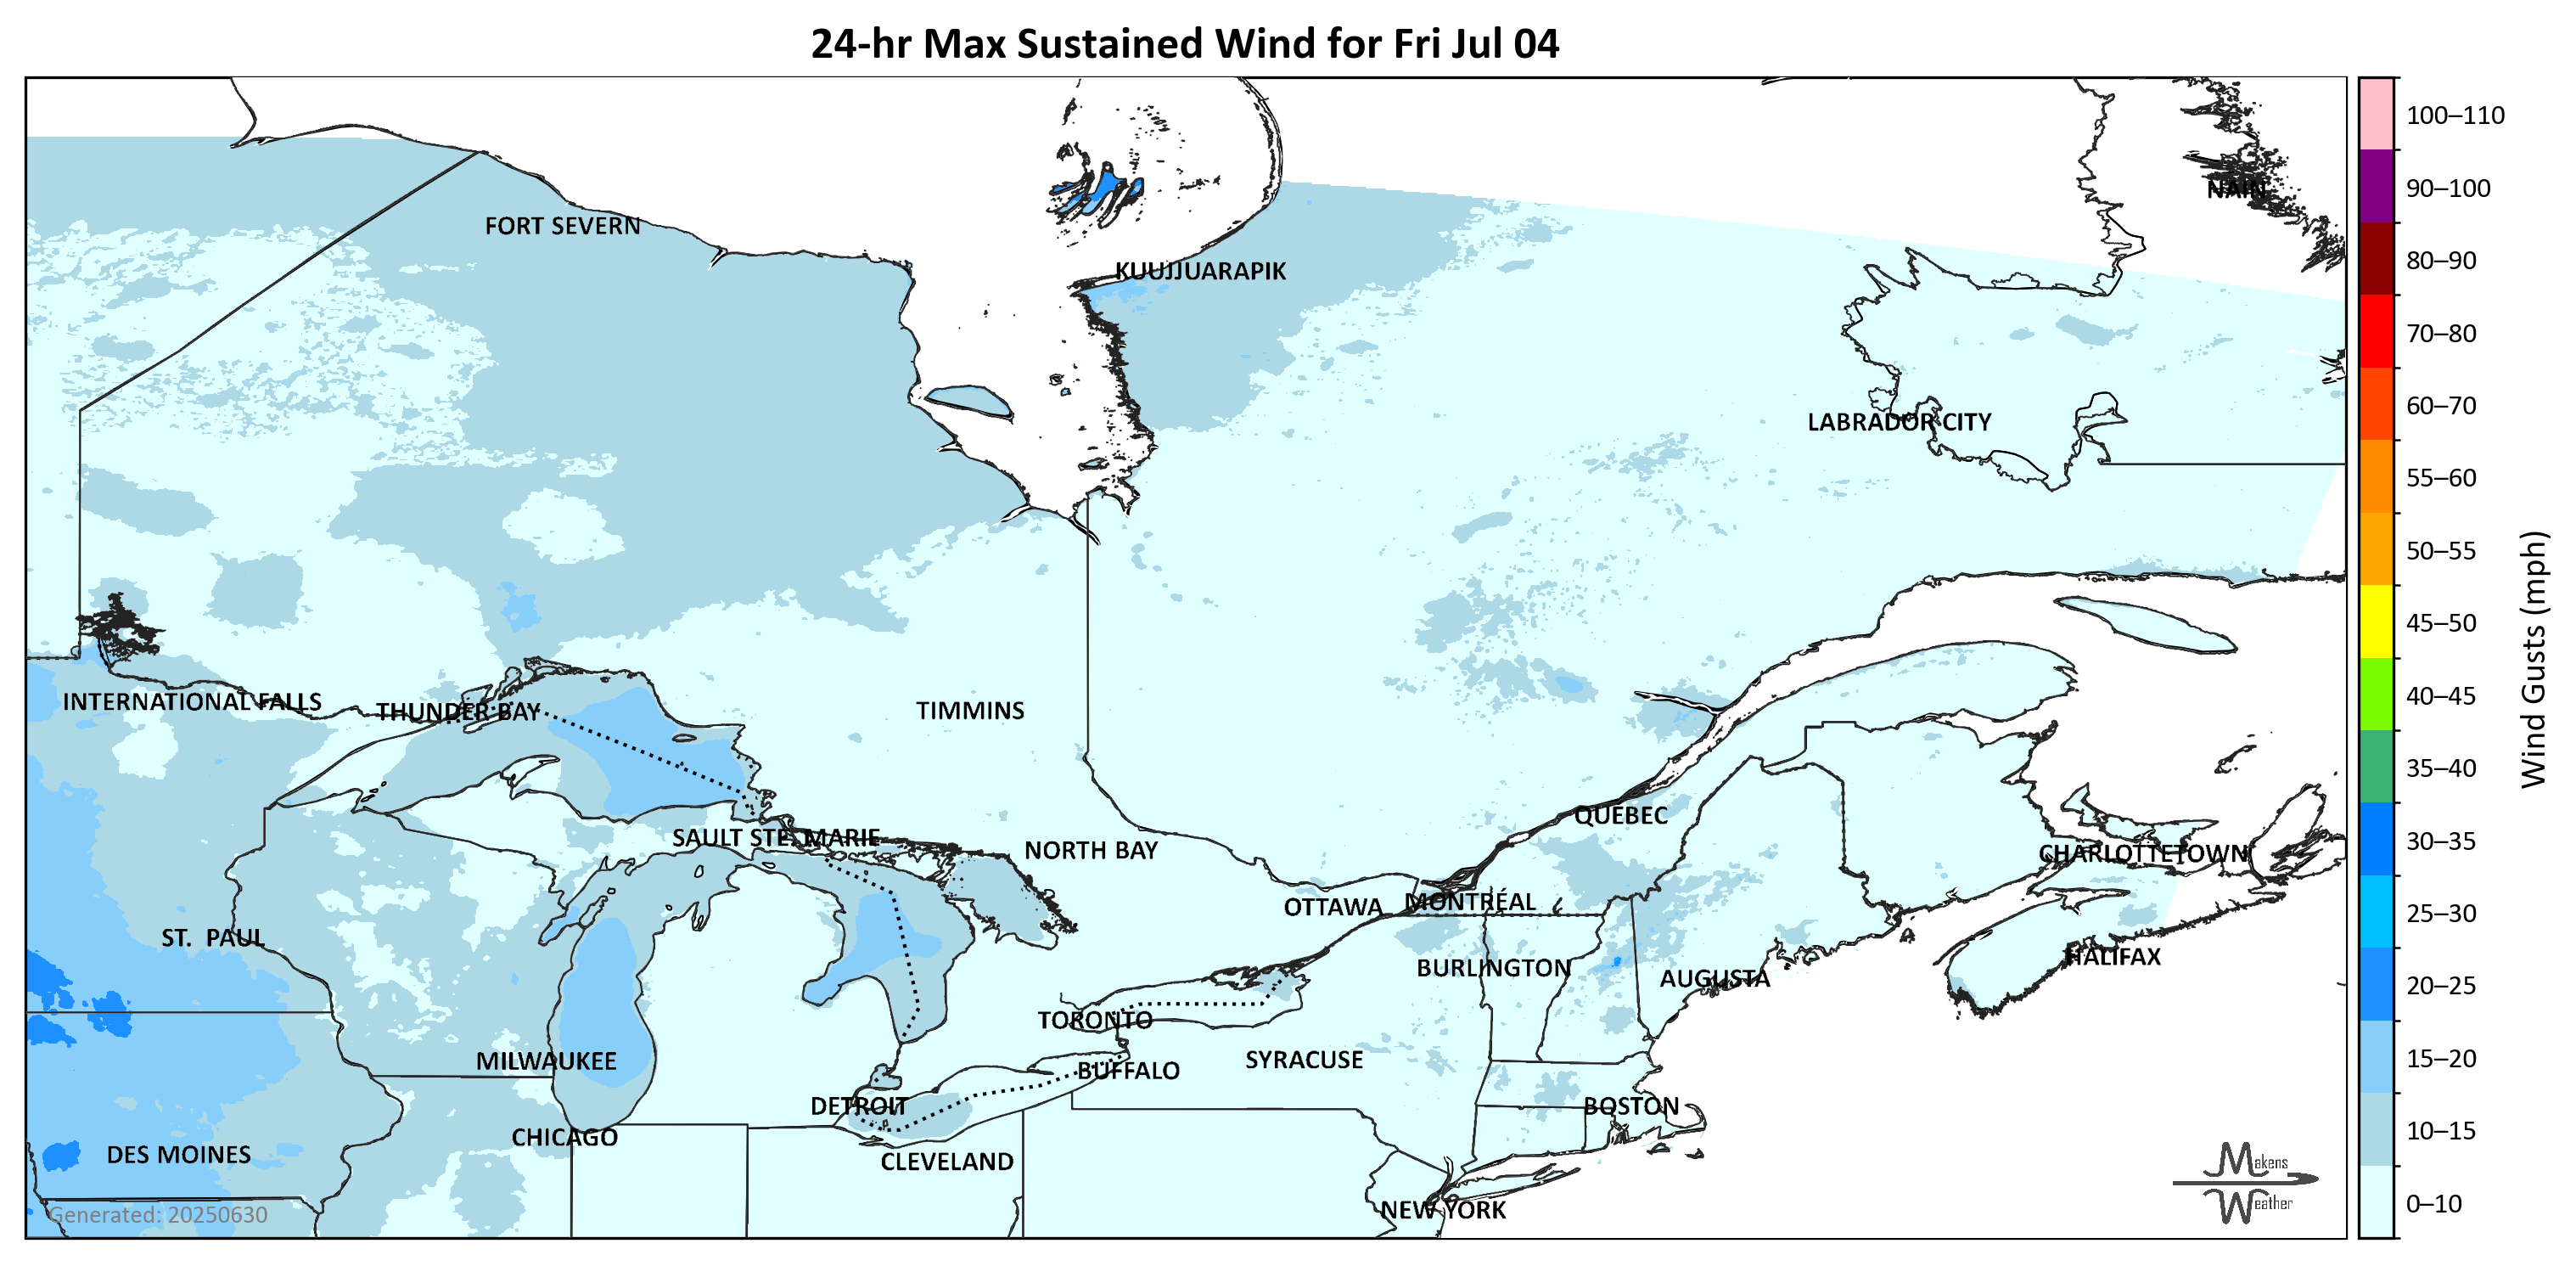 24-hr Max Sustained Wind for Fri Jul 04
100–110
90–100
NAIN
FORT SEVERN
80–90
KUUJJUARAPIK
70–80
60–70
LABRADOR CITY
55–60
50–55
45–50
40–45
INTERNATIONAL FALLS
THUNDER BAY
TIMMINS
35–40
QUÉBEC
30–35
SAULT STE. MARIE
NORTH BAY
CHARLOTTETOWN
OTTAWA
MONTRÉAL
25–30
ST. PAUL
HALIFAX
BURLINGTON
AUGUSTA
20–25
TORONTO
MILWAUKEE
SYRACUSE
15–20
BUFFALO
DETROIT
BOSTON
10–15
CHICAGO
DES MOINES
CLEVELAND
Makens
Weather
0–10
NEW YORK
Generated: 20250630
Wind Gusts (mph)